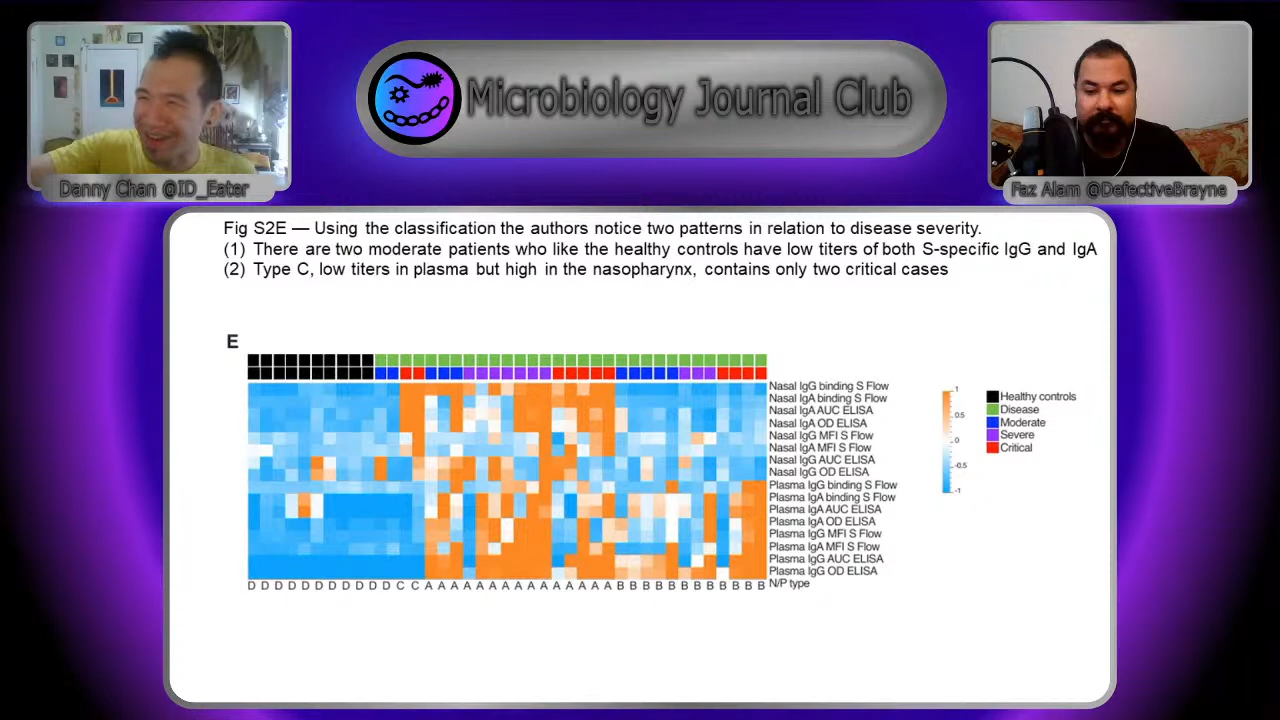 Microbiology Journal Club
Danny Chan @ID_Eater
Faz Alam @DefectiveBrayne
Fig S2E — Using the classification the authors notice two patterns in relation to disease severity.
(1) There are two moderate patients who like the healthy controls have low titers of both S-specific IgG and IgA
(2) Type C, low titers in plasma but high in the nasopharynx, contains only two critical cases
E
Nasal IgG binding S Flow
Nasal IgA binding S Flow
Nasal IgA AUC ELISA
Nasal IgA OD ELISA
Nasal IgG MFI S Flow
Nasal IgA MFI S Flow
Nasal IgG AUC ELISA
Nasal IgG OD ELISA
Plasma IgG binding S Flow
Plasma IgA binding S Flow
Plasma IgA AUC ELISA
Plasma IgA OD ELISA
Plasma IgG MFI S Flow
Plasma IgA MFI S Flow
Plasma IgG AUC ELISA
Plasma IgG OD ELISA
D D D D D D D D D D D D C C A A A A A A A A A A A A A A A B B B B B B B B B B B B N/P type
1
0.5
0
-0.5
-1
Healthy controls
Disease
Moderate
Severe
Critical